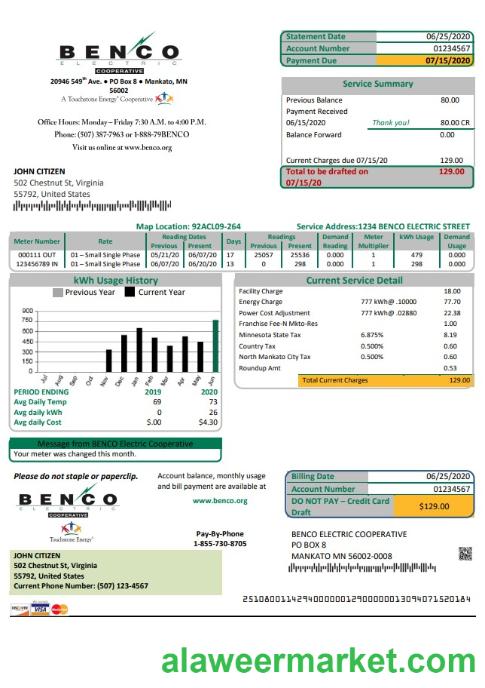 BENCO
ELECTRIC
COOPERATIVE
20946 549th Ave. • PO Box 8 • Mankato, MN
56002
A Touchstone Energy® Cooperative
Office Hours: Monday – Friday 7:30 A.M. to 4:00 P.M.
Phone: (507) 387-7963 or 1-888-79BENCO
Visit us online at www.benco.org
Statement Date 06/25/2020
Account Number 01234567
Payment Due 07/15/2020
Service Summary
Previous Balance 80.00
Payment Received
06/15/2020 Thank you! 80.00 CR
Balance Forward 0.00
Current Charges due 07/15/20 129.00
Total to be drafted on 129.00
07/15/20
JOHN CITIZEN
502 Chestnut St, Virginia
55792, United States
Map Location: 92ACL09-264 Service Address:1234 BENCO ELECTRIC STREET
Meter Number Rate Reading Dates Previous Present Days Readings Previous Present Demand Reading Meter Multiplier kWh Usage Demand Usage
000111 OUT 01 – Small Single Phase 05/21/20 06/07/20 17 25057 25536 0.000 1 479 0.000
123456789 IN 01 – Small Single Phase 06/07/20 06/20/20 13 0 298 0.000 1 298 0.000
kWh Usage History
Previous Year Current Year
900
750
600
450
300
150
0
Jul Aug Sep Oct Nov Dec Jan Feb Mar Apr May Jun
PERIOD ENDING 2019 2020
Avg Daily Temp 69 73
Avg daily kWh 0 26
Avg daily Cost $.00 $4.30
Current Service Detail
Facility Charge 18.00
Energy Charge 777 kWh@ .10000 77.70
Power Cost Adjustment 777 kWh@ .02880 22.38
Franchise Fee-N Mkto-Res 1.00
Minnesota State Tax 6.875% 8.19
Country Tax 0.500% 0.60
North Mankato City Tax 0.500% 0.60
Roundup Amt 0.53
Total Current Charges 129.00
Message from BENCO Electric Cooperative
Your meter was changed this month.
Please do not staple or paperclip.
BENCO
ELECTRIC
COOPERATIVE
Touchstone Energy®
Account balance, monthly usage
and bill payment are available at
www.benco.org
Pay-By-Phone
1-855-730-8705
Billing Date 06/25/2020
Account Number 01234567
DO NOT PAY – Credit Card
Draft
$129.00
BENCO ELECTRIC COOPERATIVE
PO BOX 8
MANKATO MN 56002-0008
JOHN CITIZEN
502 Chestnut St, Virginia
55792, United States
Current Phone Number: (507) 123-4567
DISCOVER VISA MasterCard
alaweermarket.com